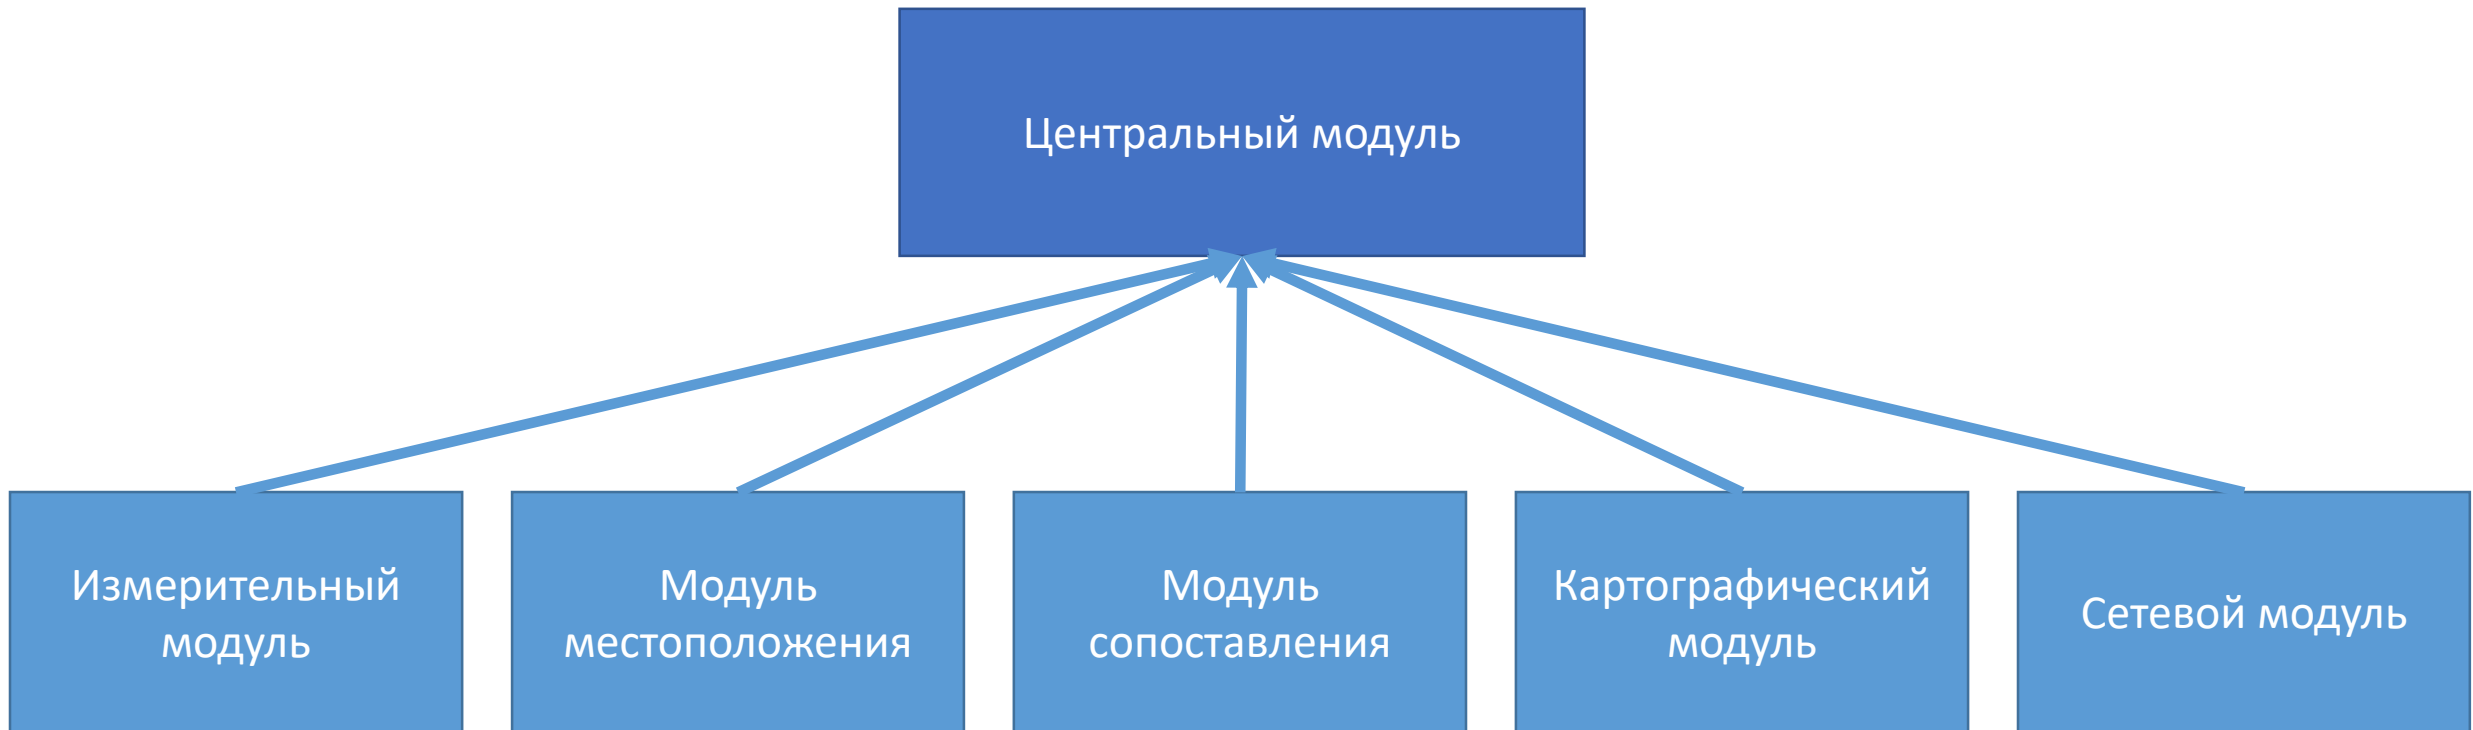 Центральный модуль
Измерительный
модуль
Модуль
местоположения
Модуль
сопоставления
Картографический
модуль
Сетевой модуль